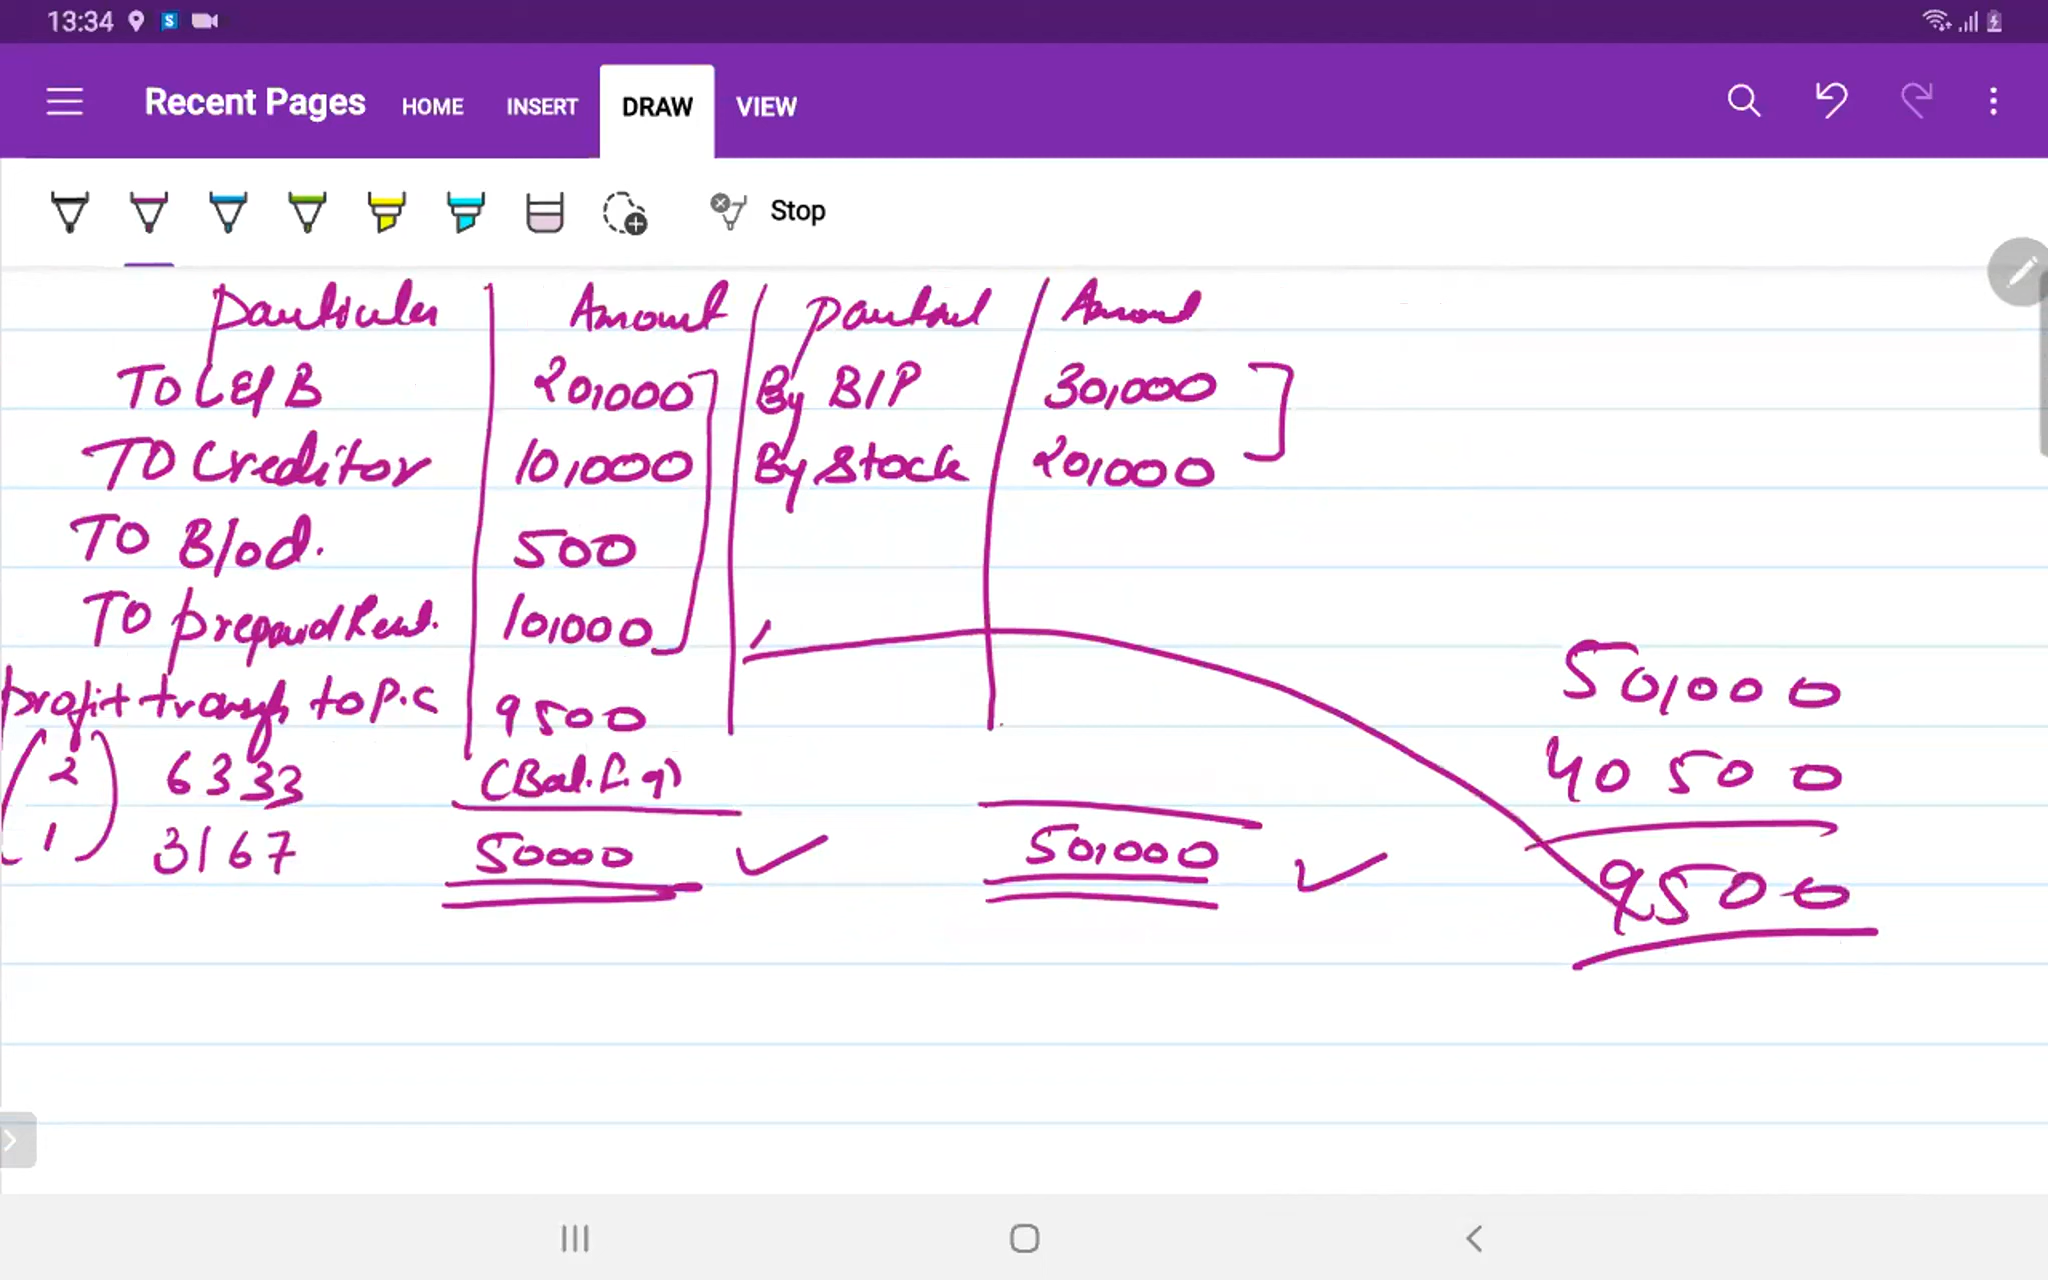 13:34
Recent Pages HOME INSERT DRAW VIEW
Stop
Particular Amount Particul Amount
To L&B 20,000 By B/P 30,000
To Creditor 10,000 By Stock 20,000
To B/od. 500
To prepaid Rent. 10,000
profit transf to P.C 9500
2 6333 (Bal. fig)
1 3167 50000 50,000
50,000
40500
9500